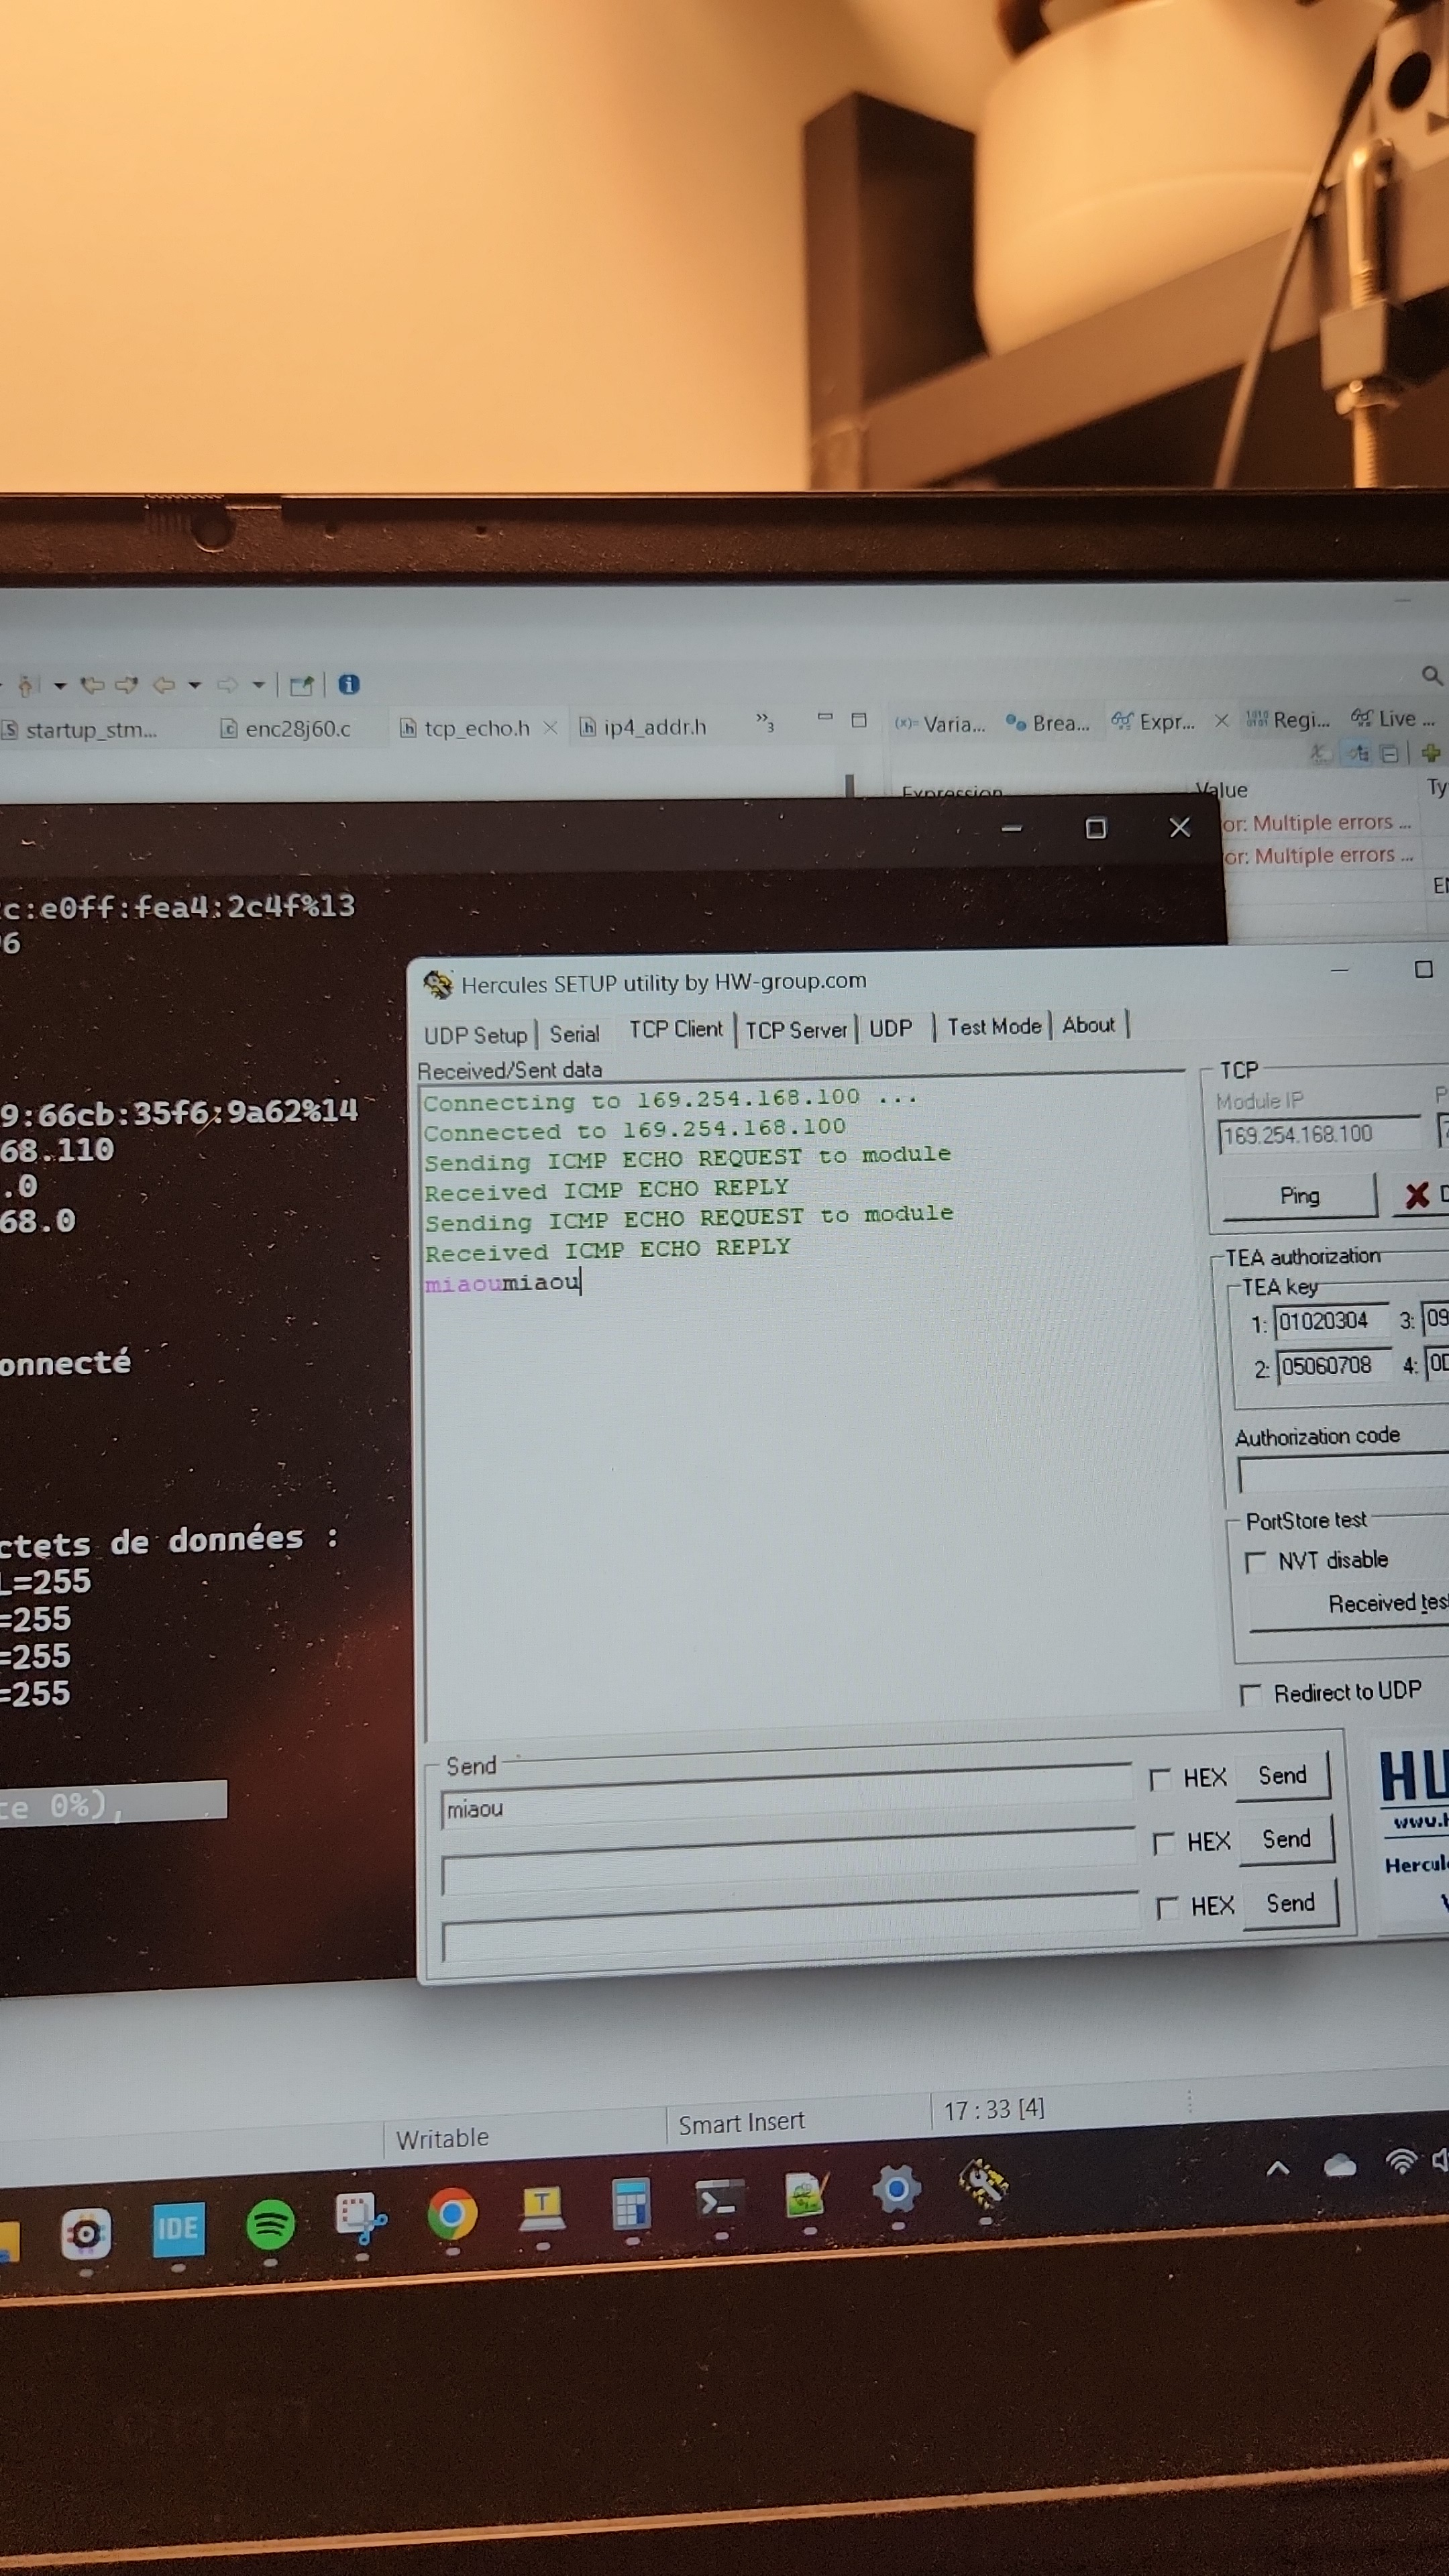 startup_stm... enc28j60.c tcp_echo.h ip4_addr.h »3 (x)= Varia... Brea... Expr... Regi... Live ...
Expression Value Ty
or: Multiple errors ...
or: Multiple errors ...
c:e0ff:fea4:2c4f%13
6
9:66cb:35f6:9a62%14
68.110
.0
68.0
onnecté
ctets de données :
L=255
=255
=255
=255
te 0%),
Hercules SETUP utility by HW-group.com
UDP Setup Serial TCP Client TCP Server UDP Test Mode About
Received/Sent data
Connecting to 169.254.168.100 ...
Connected to 169.254.168.100
Sending ICMP ECHO REQUEST to module
Received ICMP ECHO REPLY
Sending ICMP ECHO REQUEST to module
Received ICMP ECHO REPLY
miaoumiaou
TCP
Module IP P
169.254.168.100
Ping
TEA authorization
TEA key
1: 01020304 3: 09
2: 05060708 4: 0D
Authorization code
PortStore test
NVT disable
Received test
Redirect to UDP
Send
miaou HEX Send
HEX Send
HEX Send
www.h
Hercul
Writable Smart Insert 17 : 33 [4]
IDE
T